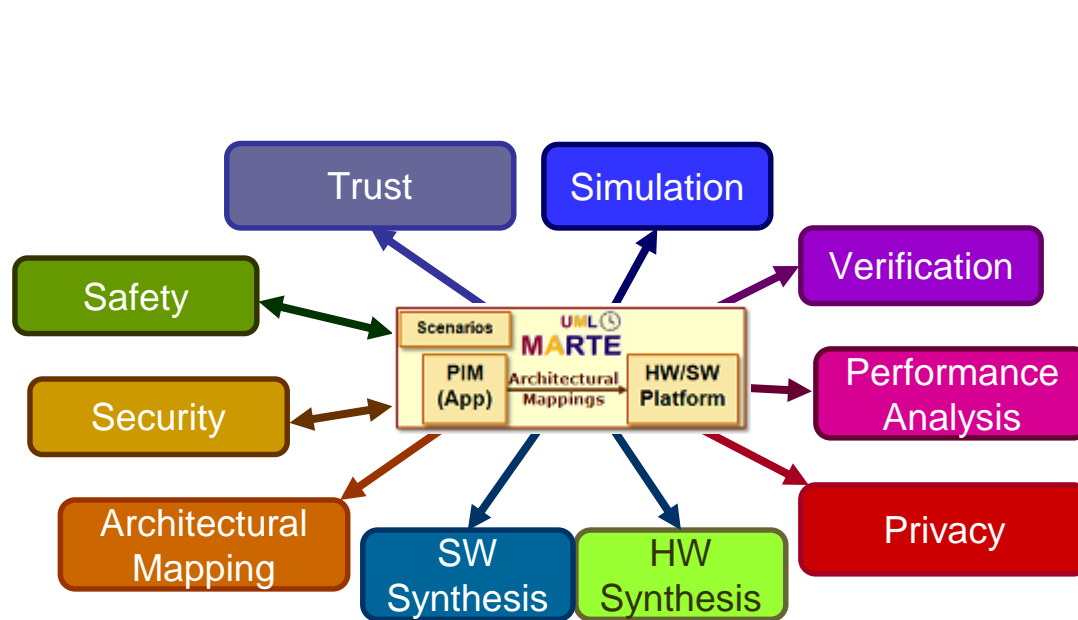 Trust
Simulation
Verification
Safety
Scenarios
UML
MARTE
PIM
(App)
Architectural
Mappings
HW/SW
Platform
Performance
Analysis
Security
Architectural
Mapping
SW
Synthesis
HW
Synthesis
Privacy